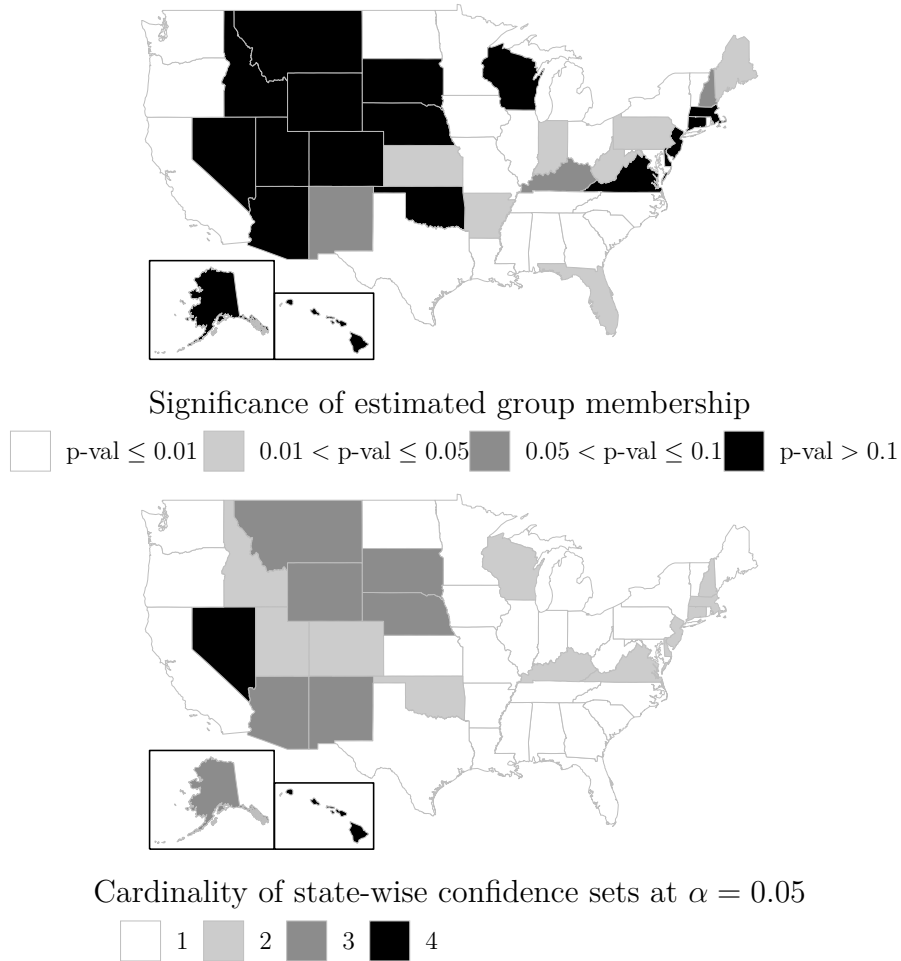 Significance of estimated group membership
p-val ≤ 0.01 0.01 < p-val ≤ 0.05 0.05 < p-val ≤ 0.1 p-val > 0.1
Cardinality of state-wise confidence sets at α = 0.05
1 2 3 4